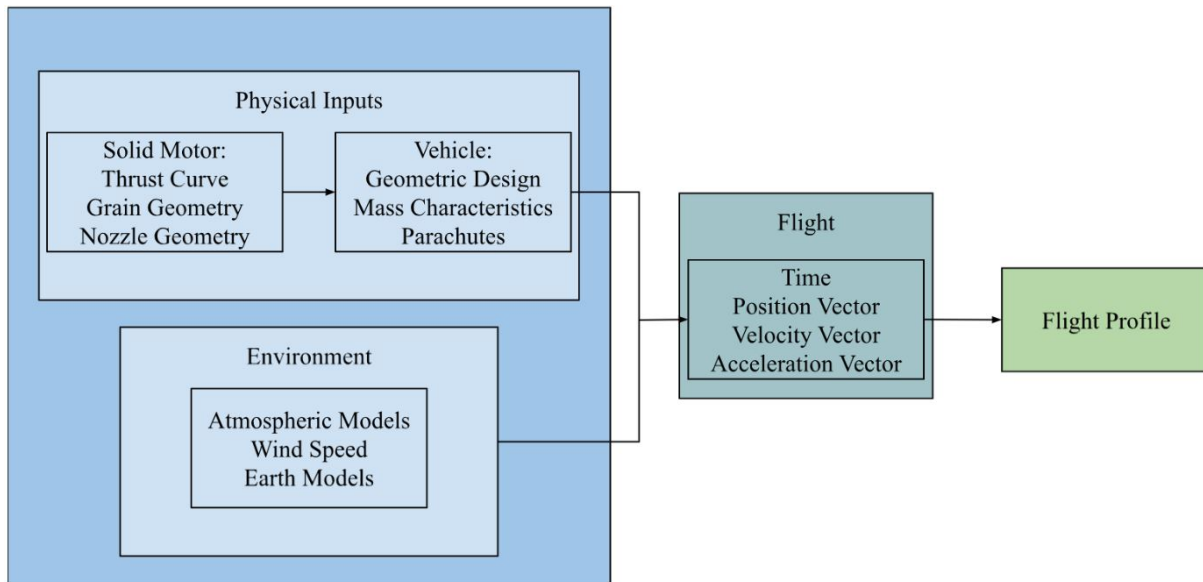 Physical Inputs
Solid Motor:
Thrust Curve
Grain Geometry
Nozzle Geometry
Vehicle:
Geometric Design
Mass Characteristics
Parachutes
Environment
Atmospheric Models
Wind Speed
Earth Models
Flight
Time
Position Vector
Velocity Vector
Acceleration Vector
Flight Profile